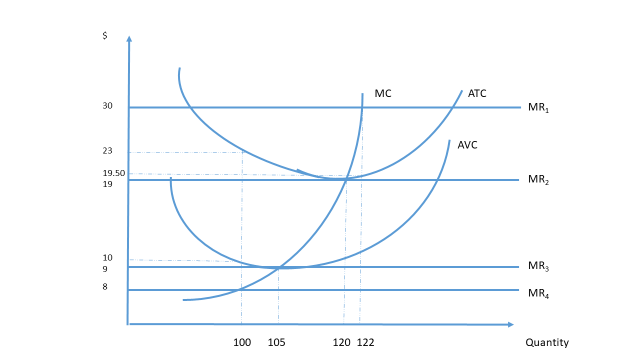 $
MC
ATC
30
MR1
AVC
23
19.50
19
MR2
10
9
MR3
8
MR4
100 105 120 122 Quantity